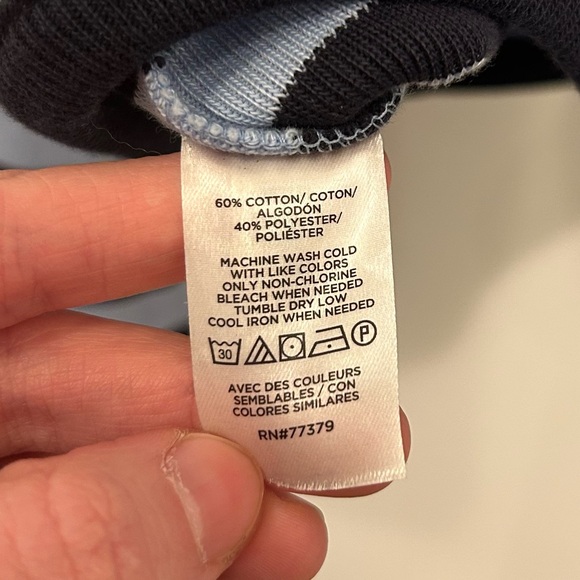 60% COTTON/ COTON/
ALGODÓN
40% POLYESTER/
POLIÉSTER
MACHINE WASH COLD
WITH LIKE COLORS
ONLY NON-CHLORINE
BLEACH WHEN NEEDED
TUMBLE DRY LOW
COOL IRON WHEN NEEDED
30 P
AVEC DES COULEURS
SEMBLABLES / CON
COLORES SIMILARES
RN#77379